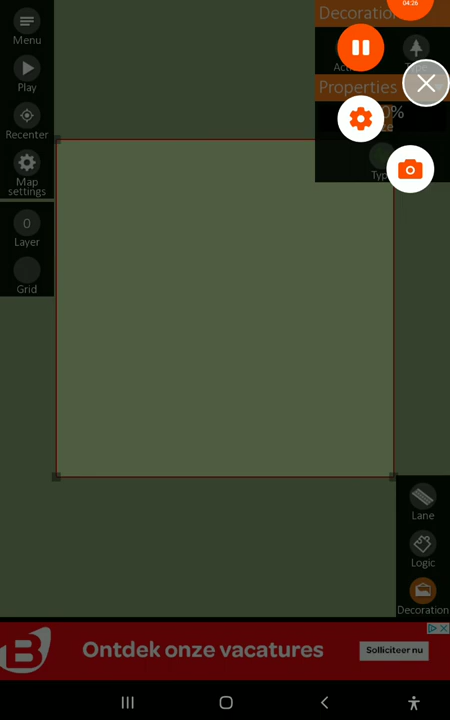 04:26
Decoration
Menu
Play
Properties
0%
Recenter
Map
settings
0
Layer
Grid
Lane
Logic
Decoration
B
Ontdek onze vacatures
Solliciteer nu